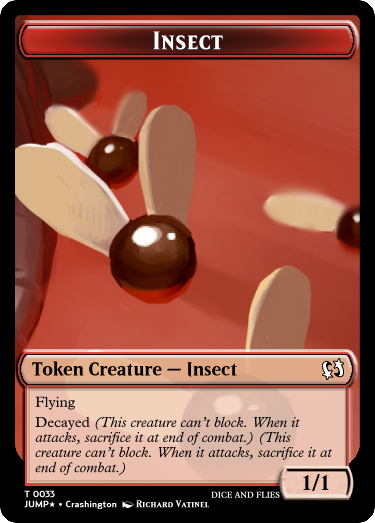 Insect
Token Creature — Insect
Flying
Decayed (This creature can't block. When it
attacks, sacrifice it at end of combat.) (This
creature can't block. When it attacks, sacrifice it at
end of combat.)
1/1
T 0033
DICE AND FLIES
JUMP★ • Crashington Richard Vatinel